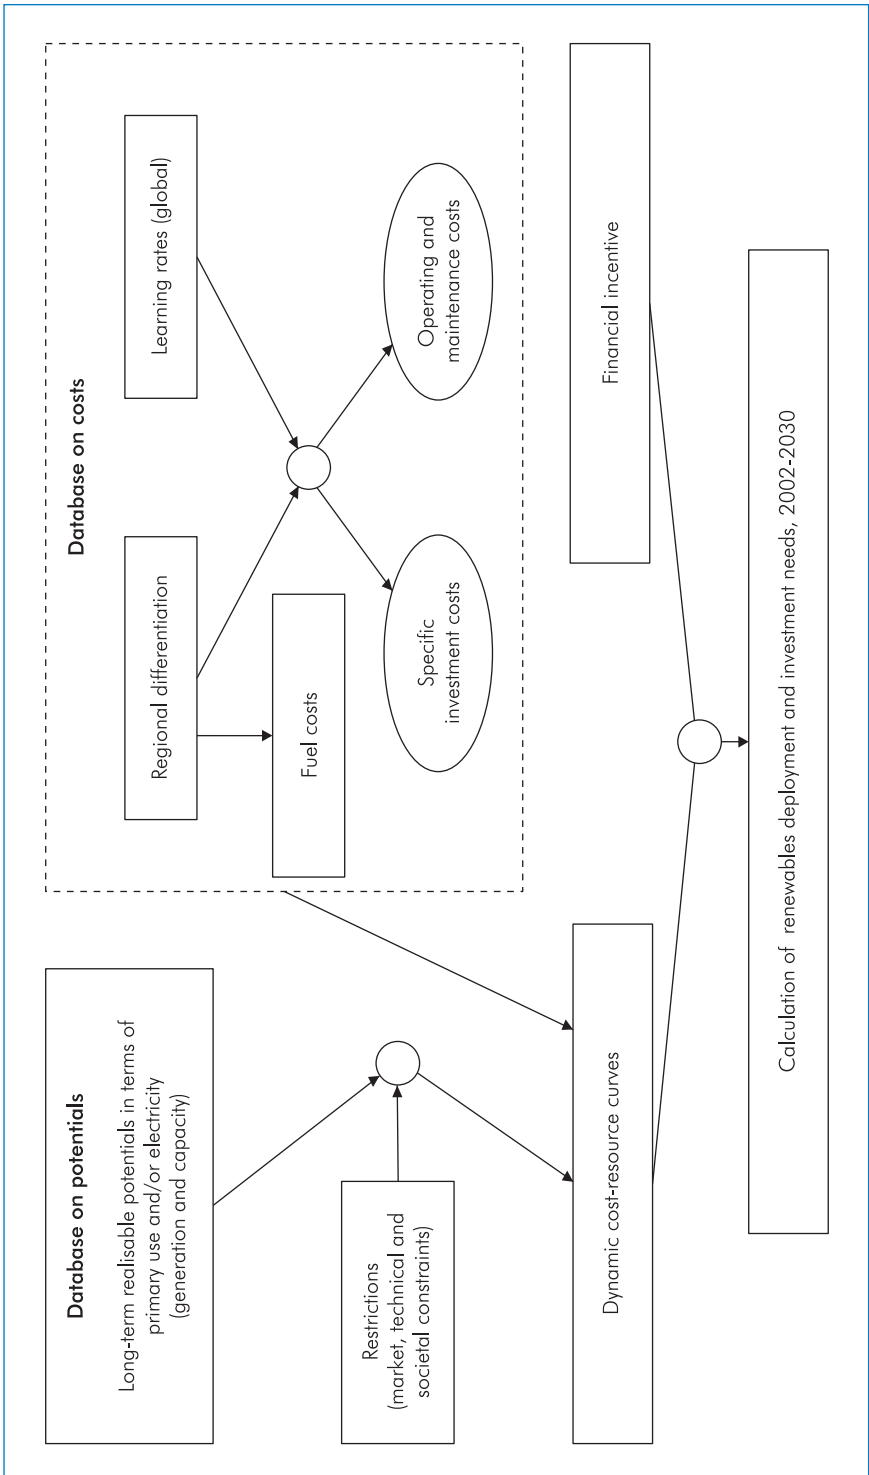 Database on potentials
Long-term realisable potentials in terms of
primary use and/or electricity
(generation and capacity)
Database on costs
Regional differentiation
Learning rates (global)
Fuel costs
Restrictions
(market, technical and
societal constraints)
Specific
investment costs
Operating and
maintenance costs
Dynamic cost-resource curves
Financial incentive
Calculation of renewables deployment and investment needs, 2002-2030